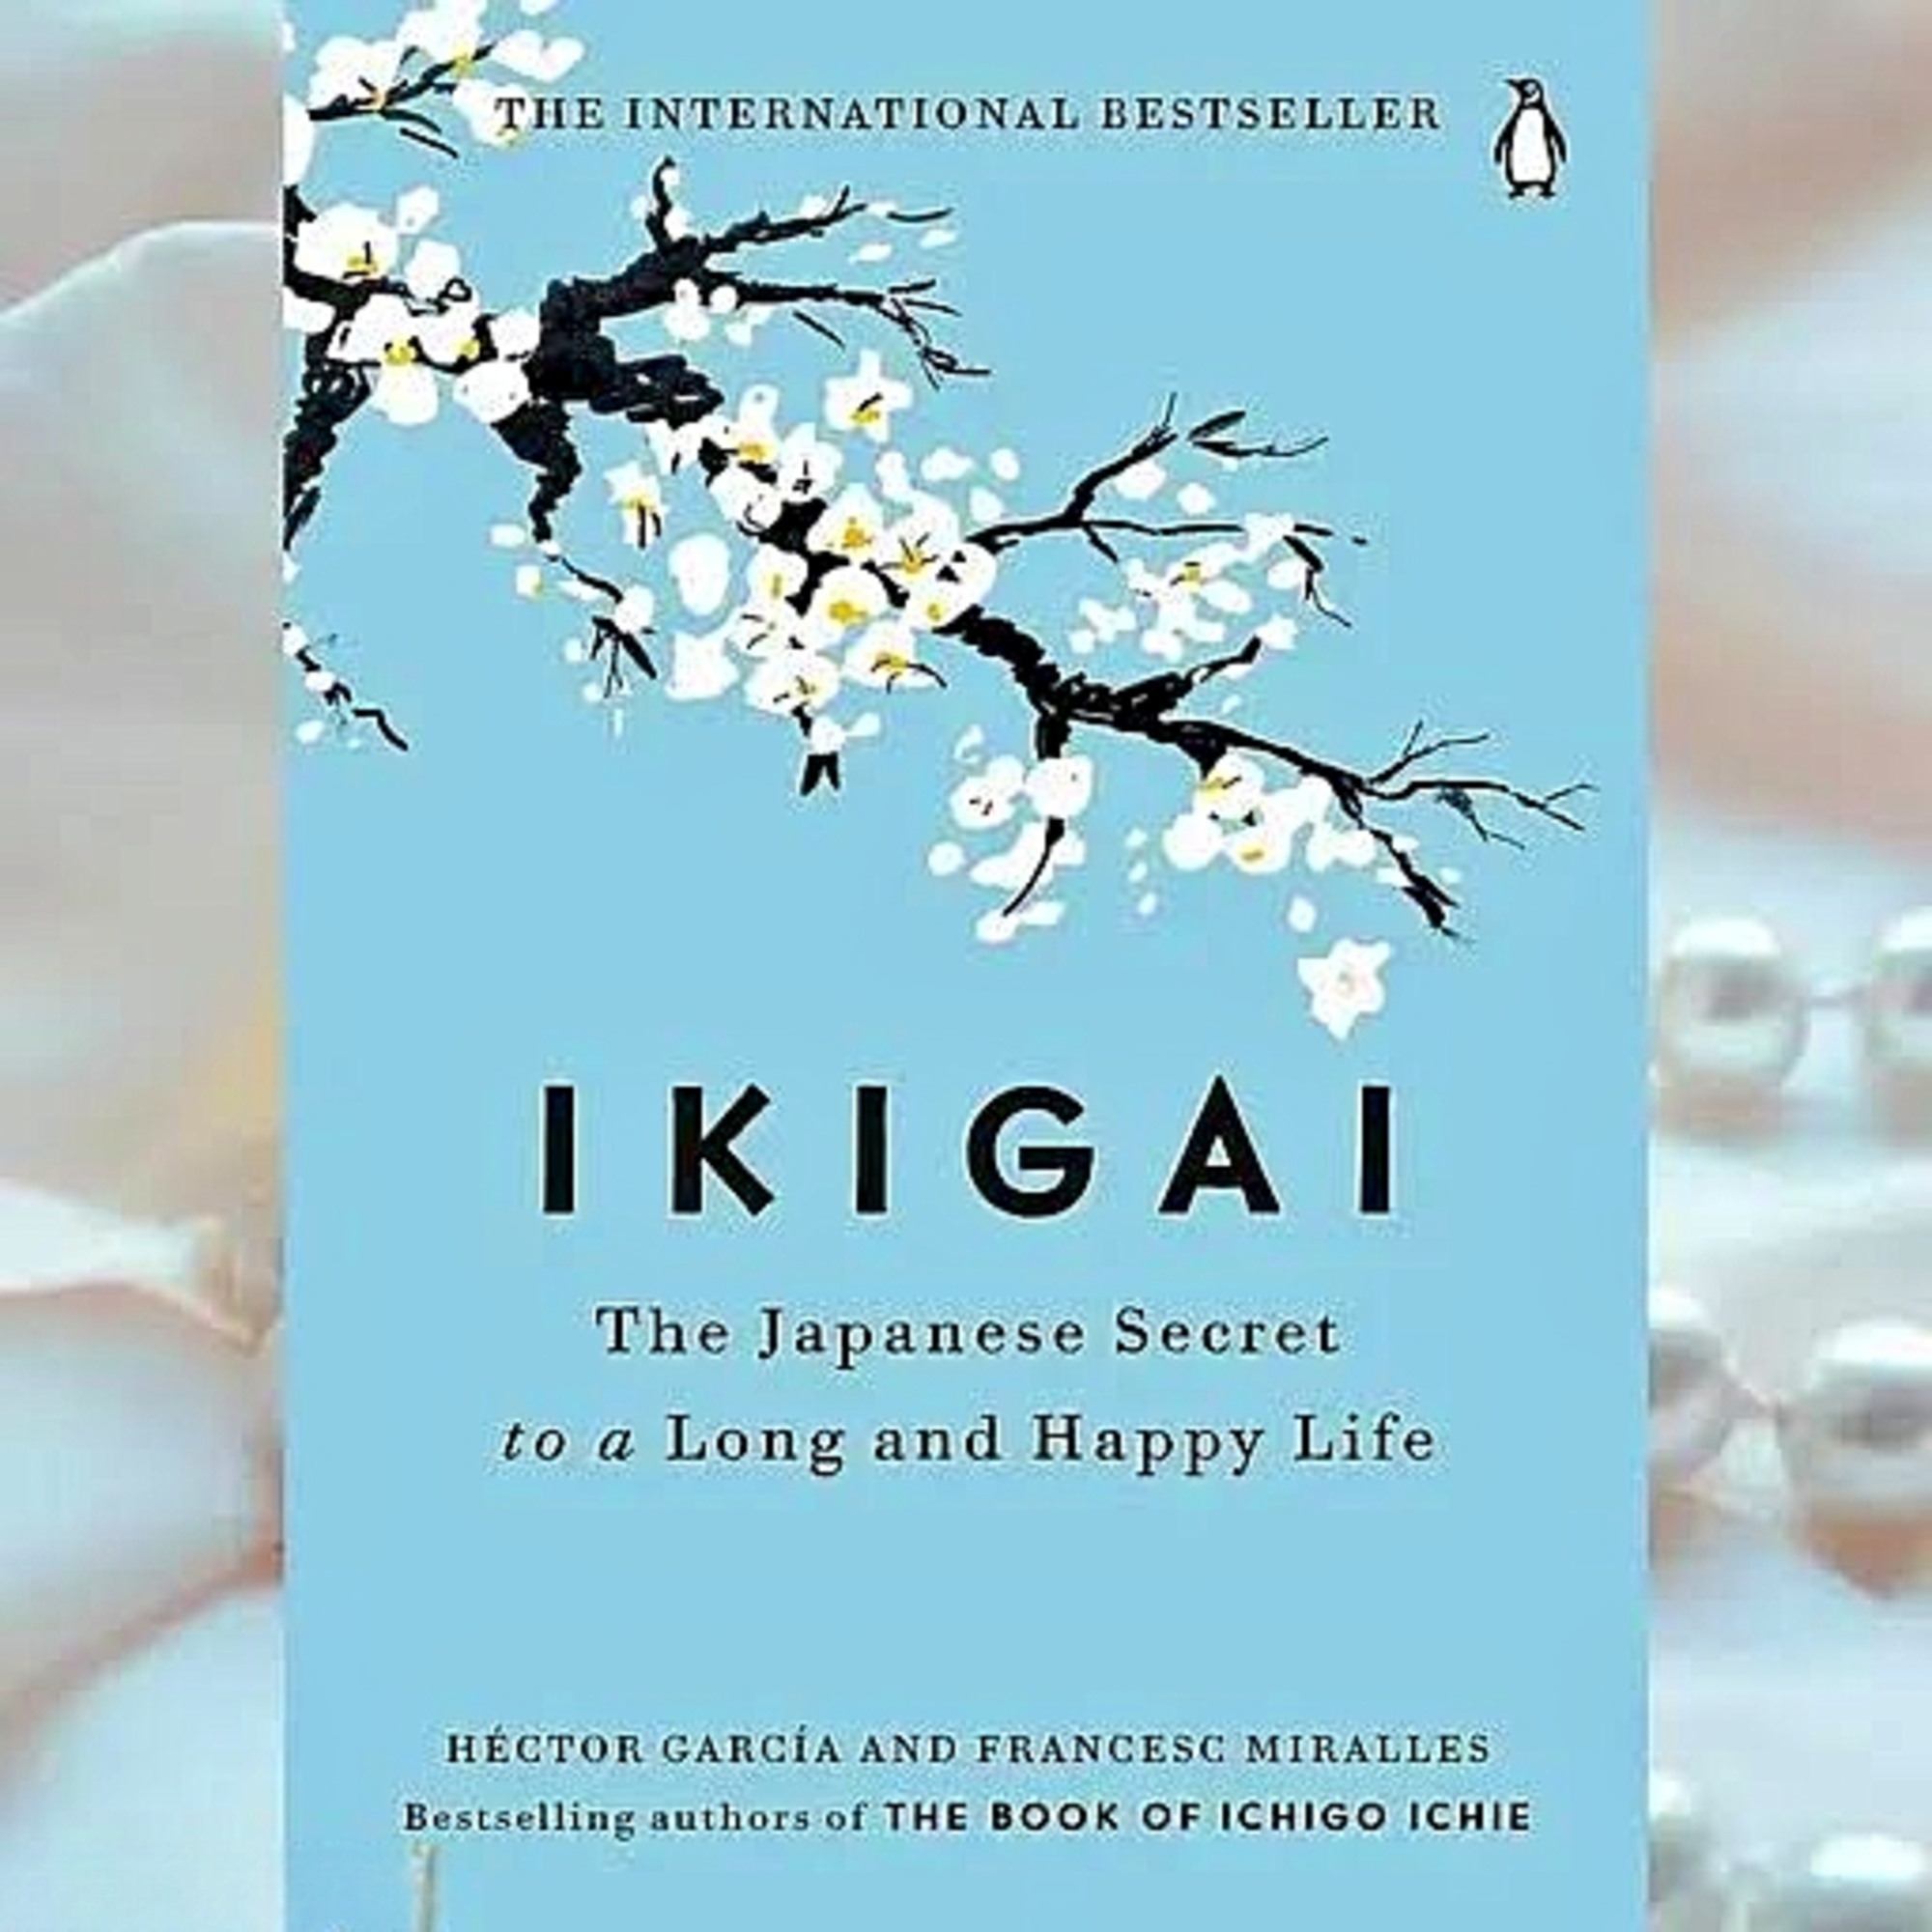 THE INTERNATIONAL BESTSELLER
IKIGAI
The Japanese Secret
to a Long and Happy Life
HÉCTOR GARCÍA AND FRANCESC MIRALLES
Bestselling authors of THE BOOK OF ICHIGO ICHIE